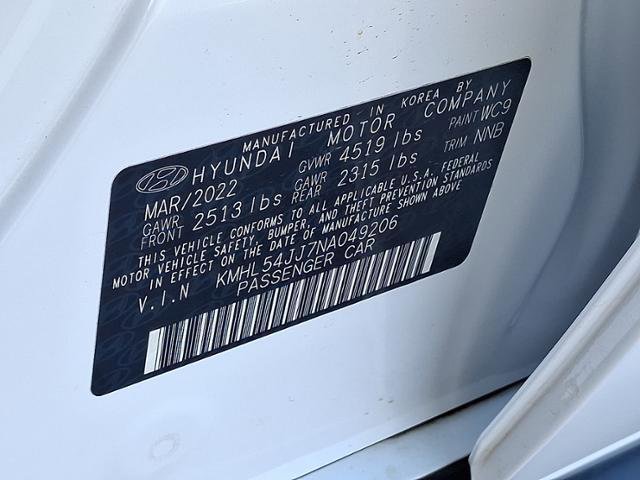 MANUFACTURED IN KOREA BY
HYUNDAI MOTOR COMPANY
MAR/2022 GVWR 4519 lbs PAINT WC9
GAWR FRONT 2513 lbs GAWR REAR 2315 lbs TRIM NNB
THIS VEHICLE CONFORMS TO ALL APPLICABLE U.S.A. FEDERAL
MOTOR VEHICLE SAFETY, BUMPER, AND THEFT PREVENTION STANDARDS
IN EFFECT ON THE DATE OF MANUFACTURE SHOWN ABOVE
V.I.N KMHL54JJ7NA049206
PASSENGER CAR